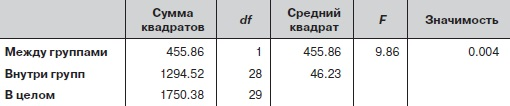 Сумма квадратов df Средний квадрат F Значимость
Между группами 455.86 1 455.86 9.86 0.004
Внутри групп 1294.52 28 46.23
В целом 1750.38 29